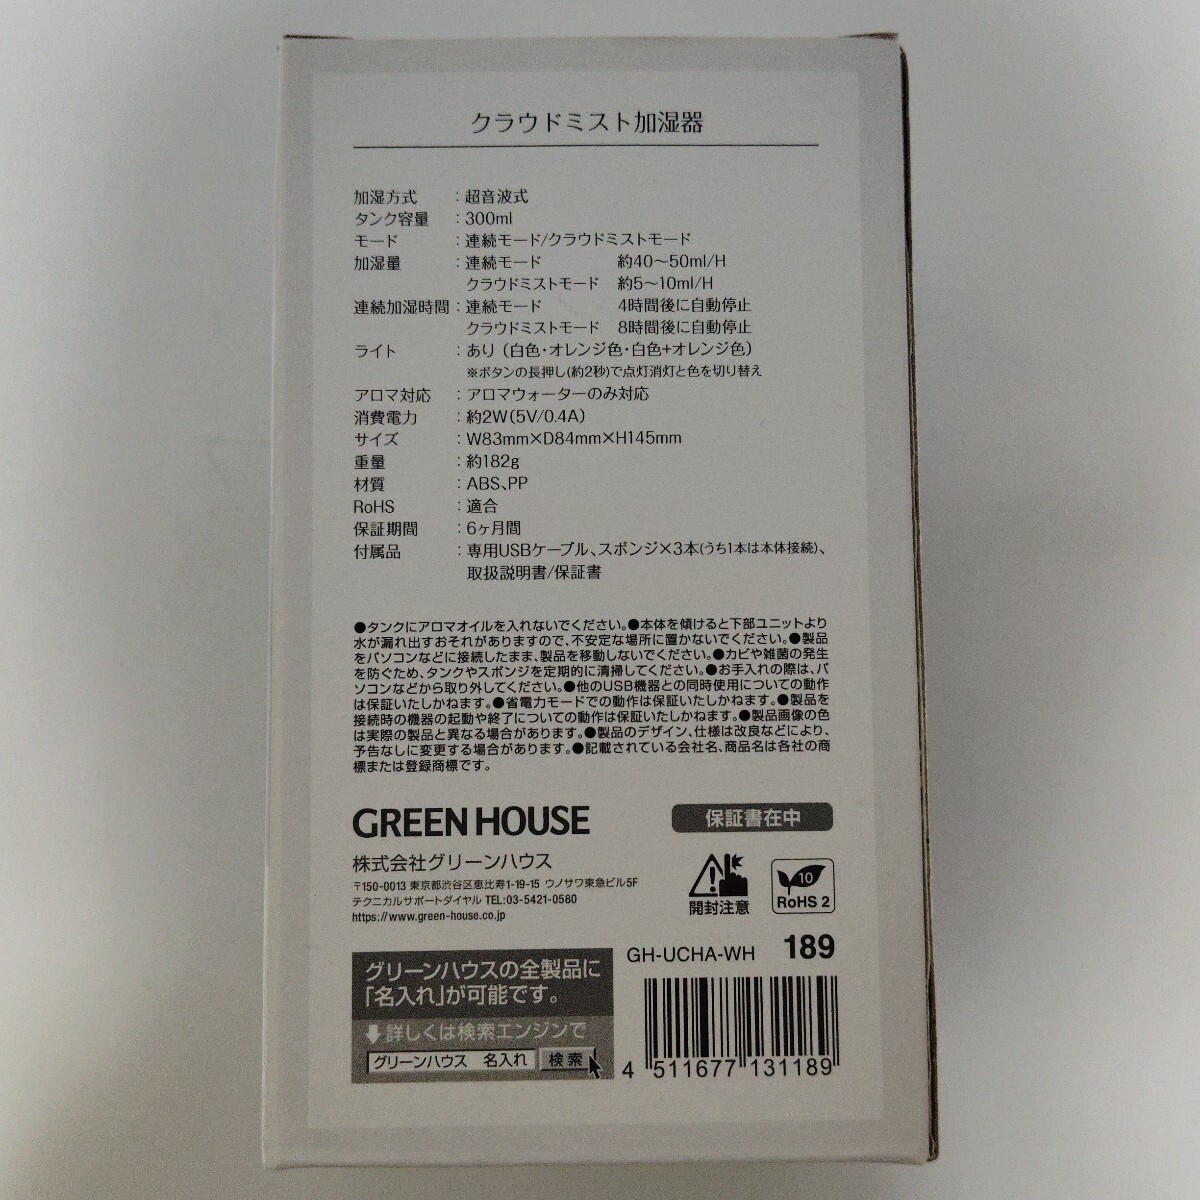 クラウドミスト加湿器
加湿方式 ：超音波式
タンク容量 ：300ml
モード ：連続モード/クラウドミストモード
加湿量 ：連続モード 約40〜50ml/H
クラウドミストモード 約5〜10ml/H
連続加湿時間：連続モード 4時間後に自動停止
クラウドミストモード 8時間後に自動停止
ライト ：あり（白色・オレンジ色・白色+オレンジ色）
※ボタンの長押し(約2秒)で点灯消灯と色を切り替え
アロマ対応 ：アロマウォーターのみ対応
消費電力 ：約2W(5V/0.4A)
サイズ ：W83mm×D84mm×H145mm
重量 ：約182g
材質 ：ABS、PP
RoHS ：適合
保証期間 ：6ヶ月間
付属品 ：専用USBケーブル、スポンジ×3本(うち1本は本体接続)、
取扱説明書/保証書
●タンクにアロマオイルを入れないでください。●本体を傾けると下部ユニットより
水が漏れ出すおそれがありますので、不安定な場所に置かないでください。●製品
をパソコンなどに接続したまま、製品を移動しないでください。●カビや雑菌の発生
を防ぐため、タンクやスポンジを定期的に清掃してください。●お手入れの際は、パ
ソコンなどから取り外してください。●他のUSB機器との同時使用についての動作
は保証いたしかねます。●省電力モードでの動作は保証いたしかねます。●製品を
接続時の機器の起動や終了についての動作は保証いたしかねます。●製品画像の色
は実際の製品と異なる場合があります。●製品のデザイン、仕様は改良などにより、
予告なしに変更する場合があります。●記載されている会社名、商品名は各社の商
標または登録商標です。
GREEN HOUSE
保証書在中
株式会社グリーンハウス
〒150-0013 東京都渋谷区恵比寿1-19-15 ウノサワ東急ビル5F
テクニカルサポートダイヤル TEL:03-5421-0580
https://www.green-house.co.jp
開封注意
10
RoHS 2
GH-UCHA-WH 189
グリーンハウスの全製品に
「名入れ」が可能です。
詳しくは検索エンジンで
グリーンハウス 名入れ 検索
4 511677 131189